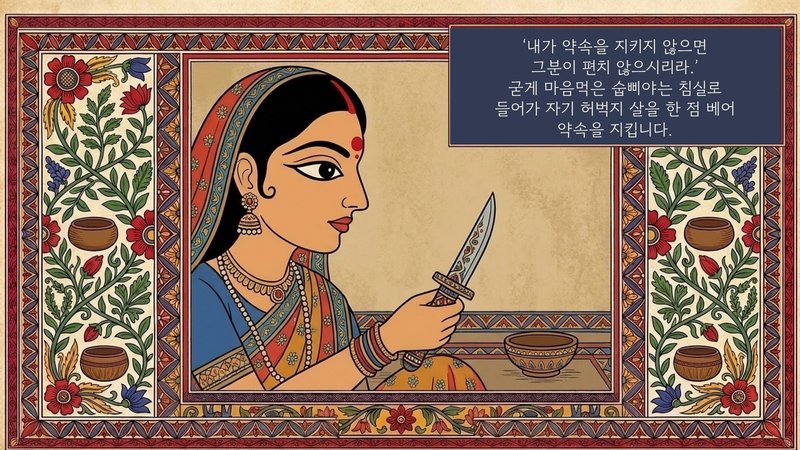 ‘내가 약속을 지키지 않으면
그분이 편치 않으시리라.’
굳게 마음먹은 숩삐야는 침실로
들어가 자기 허벅지 살을 한 점 베어
약속을 지킵니다.